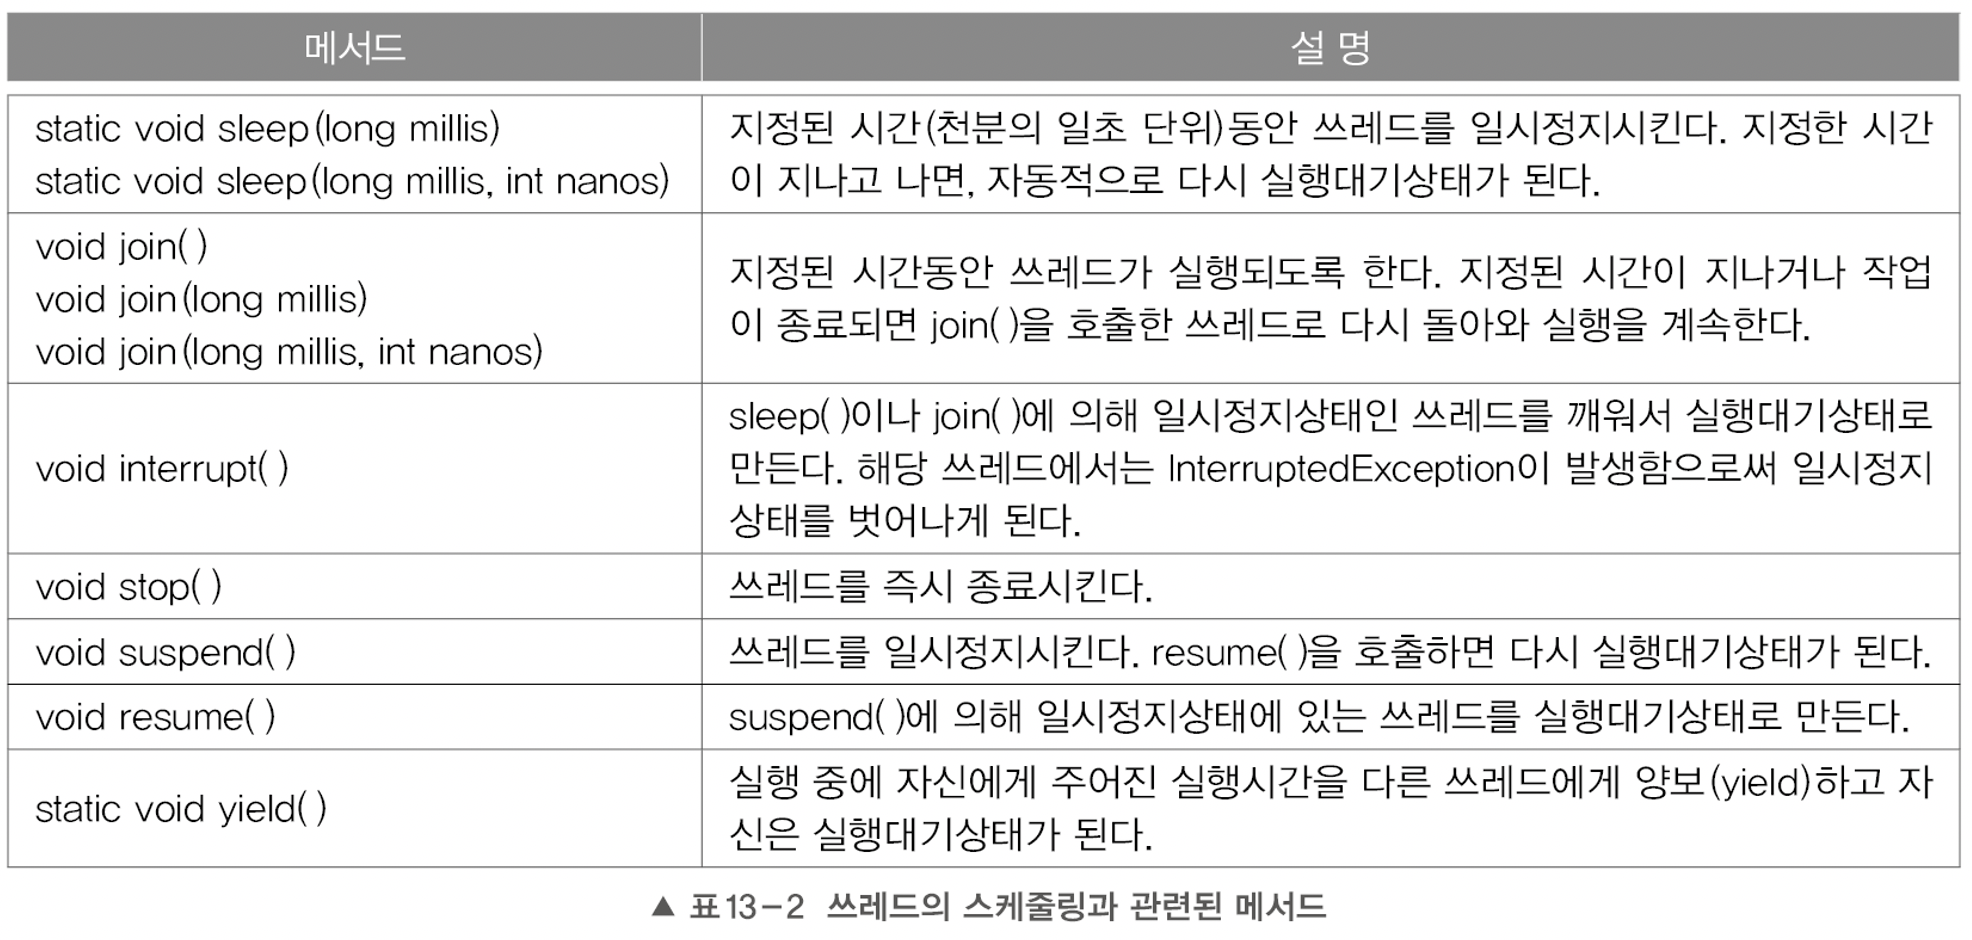 메서드
설 명
static void sleep(long millis)
static void sleep(long millis, int nanos)
지정된 시간(천분의 일초 단위)동안 쓰레드를 일시정지시킨다. 지정한 시간
이 지나고 나면, 자동적으로 다시 실행대기상태가 된다.
void join( )
void join(long millis)
void join(long millis, int nanos)
지정된 시간동안 쓰레드가 실행되도록 한다. 지정된 시간이 지나거나 작업
이 종료되면 join( )을 호출한 쓰레드로 다시 돌아와 실행을 계속한다.
void interrupt( )
sleep( )이나 join( )에 의해 일시정지상태인 쓰레드를 깨워서 실행대기상태로
만든다. 해당 쓰레드에서는 InterruptedException이 발생함으로써 일시정지
상태를 벗어나게 된다.
void stop( )
쓰레드를 즉시 종료시킨다.
void suspend( )
쓰레드를 일시정지시킨다. resume( )을 호출하면 다시 실행대기상태가 된다.
void resume( )
suspend( )에 의해 일시정지상태에 있는 쓰레드를 실행대기상태로 만든다.
static void yield( )
실행 중에 자신에게 주어진 실행시간을 다른 쓰레드에게 양보(yield)하고 자
신은 실행대기상태가 된다.
▲ 표13-2 쓰레드의 스케줄링과 관련된 메서드